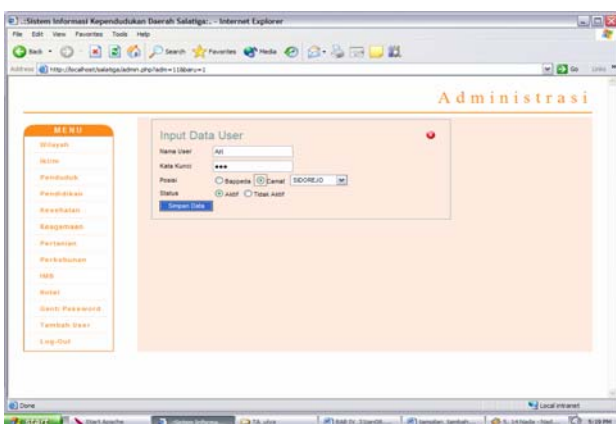 .:Sistem Informasi Kependudukan Daerah Salatiga:. - Internet Explorer
File Edit View Favorites Tools Help
Back Search Favorites Media
Address http://localhost/salatiga/admin.php?adm=11&baru=1 Go Links
Administrasi
MENU
Wilayah
Iklim
Penduduk
Pendidikan
Kesehatan
Keagamaan
Pertanian
Perkebunan
IMB
Hotel
Ganti Password
Tambah User
Log-Out
Input Data User
Nama User Ari
Kata Kunci
Posisi Bappeda Camat SIDOREJO
Status Aktif Tidak Aktif
Simpan Data
Done Local intranet
Start Apache
5:19 PM